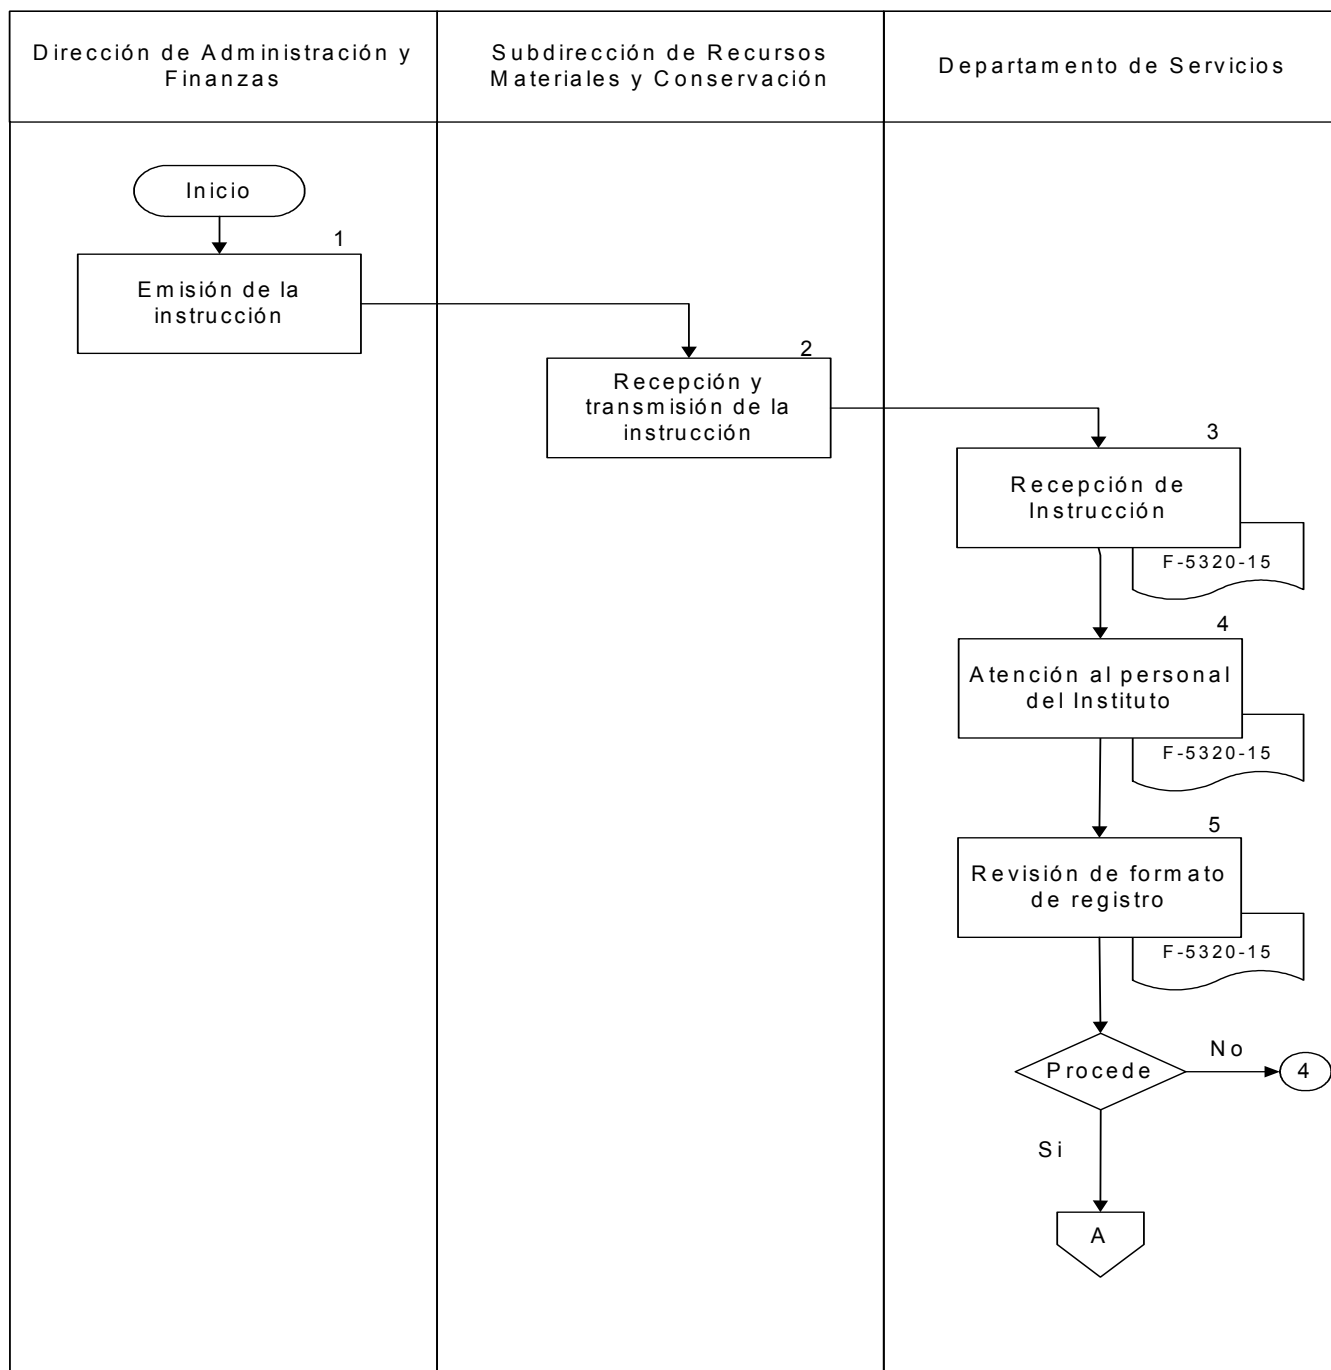 Dirección de Administración y
Finanzas
Subdirección de Recursos
Materiales y Conservación
Departamento de Servicios
Inicio
1
Emisión de la
instrucción
2
Recepción y
transmisión de la
instrucción
3
Recepción de
Instrucción
F-5320-15
4
Atención al personal
del Instituto
F-5320-15
5
Revisión de formato
de registro
F-5320-15
Procede
No
4
Si
A